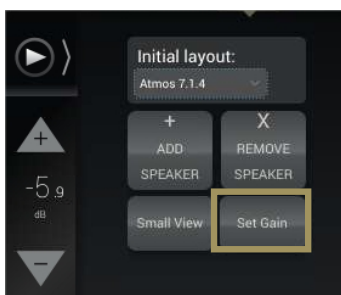 Initial layout:
Atmos 7.1.4
+
ADD
SPEAKER
X
REMOVE
SPEAKER
+
-5.9
dB
Small View
Set Gain